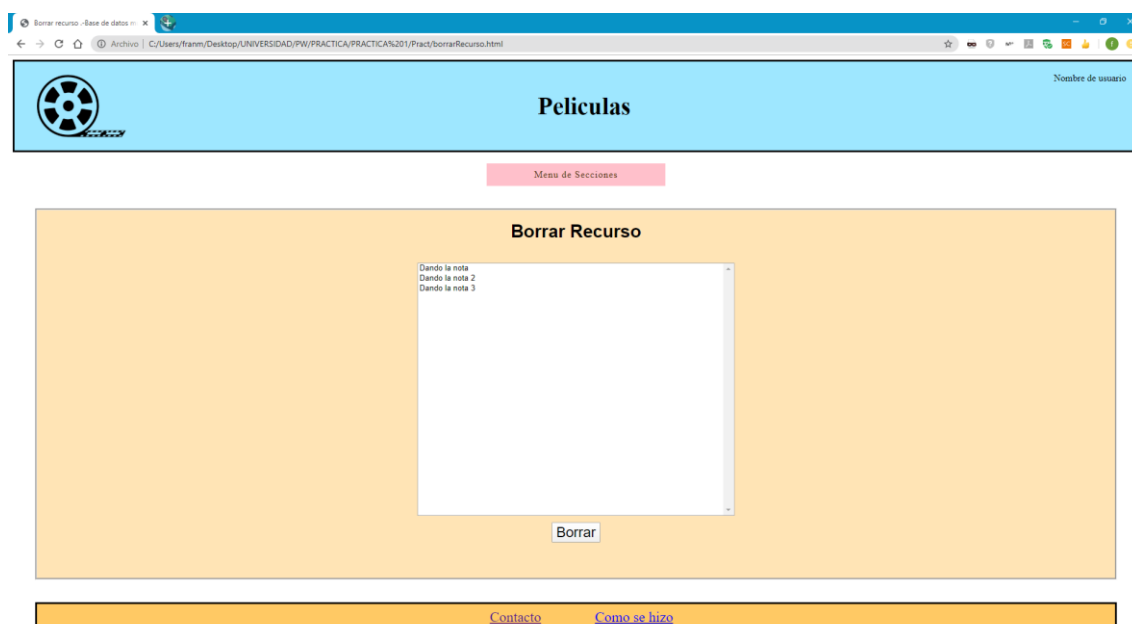 Borrar recurso .-Base de datos m
Archivo | C:/Users/franm/Desktop/UNIVERSIDAD/PW/PRACTICA/PRACTICA%201/Pract/borrarRecurso.html
Nombre de usuario
Peliculas
Menu de Secciones
Borrar Recurso
Dando la nota
Dando la nota 2
Dando la nota 3
Borrar
Contacto Como se hizo